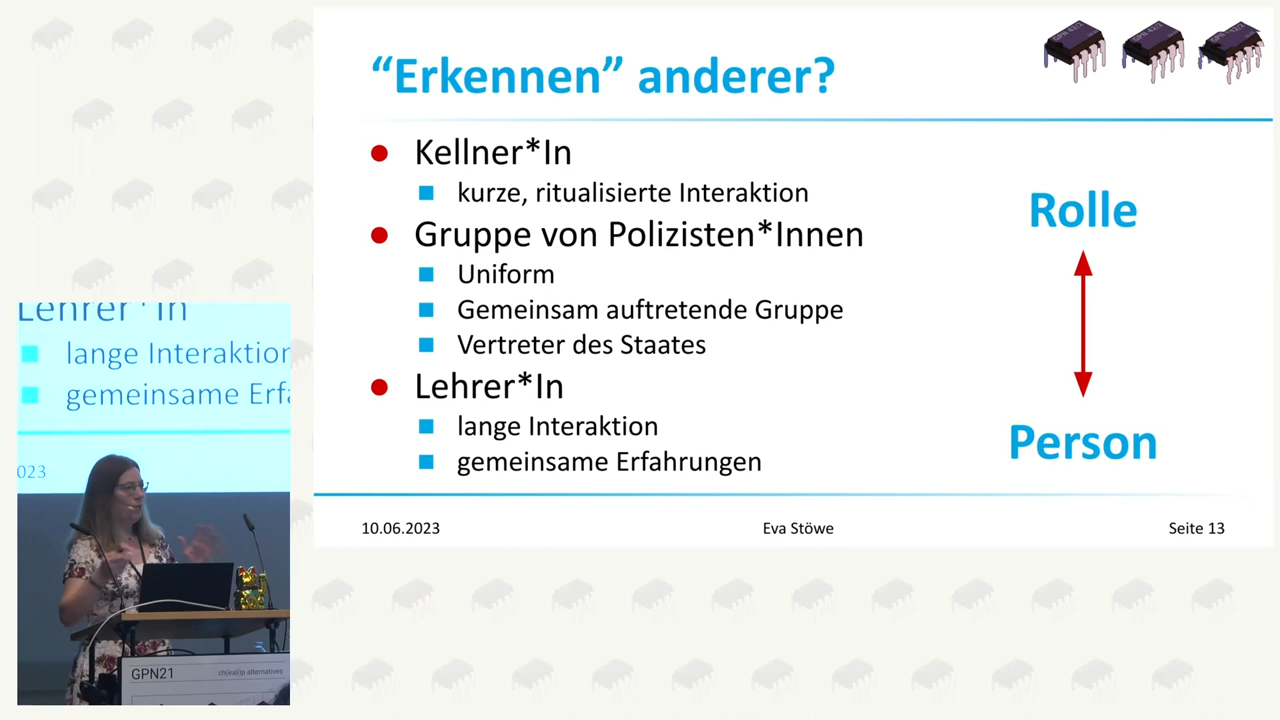 “Erkennen” anderer?
Kellner*In
kurze, ritualisierte Interaktion
Gruppe von Polizisten*Innen
Uniform
Gemeinsam auftretende Gruppe
Vertreter des Staates
Lehrer*In
lange Interaktion
gemeinsame Erfahrungen
Rolle
Person
10.06.2023
Eva Stöwe
Seite 13
Lehrer*In
lange Interaktion
gemeinsame Erfa
023
GPN21
ch(ea)ip alternatives